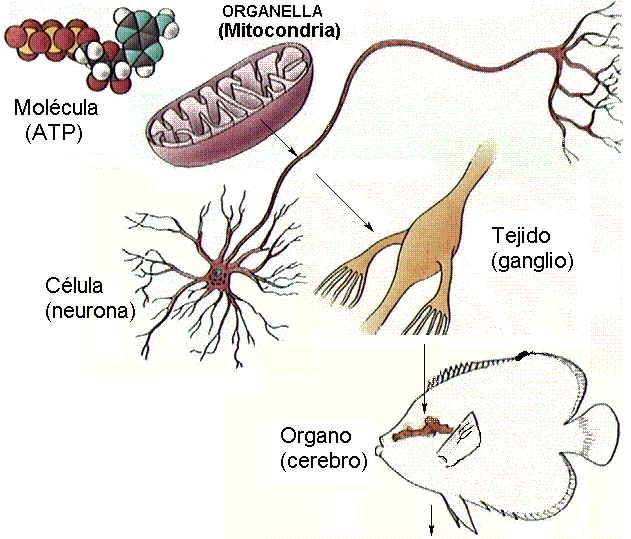 ORGANELLA
(Mitocondria)
Molécula
(ATP)
Tejido
(ganglio)
Célula
(neurona)
Organo
(cerebro)